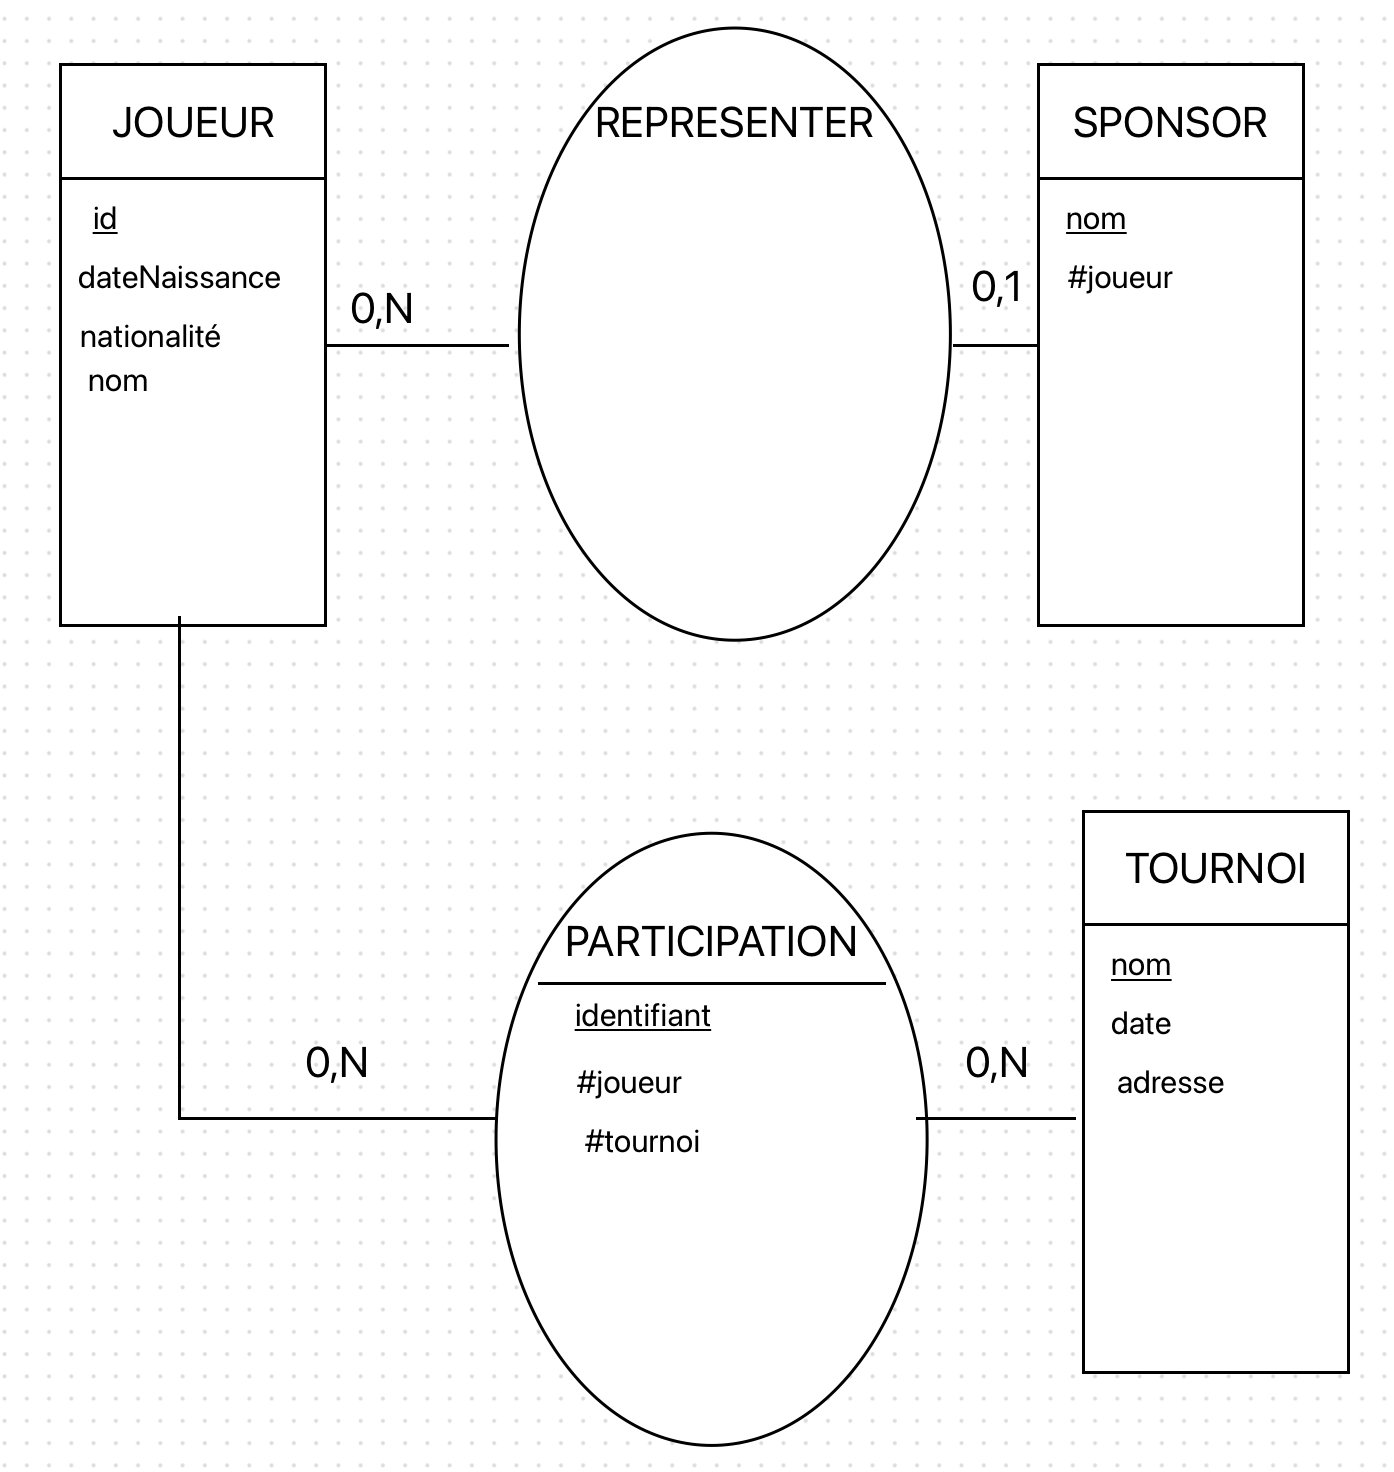 JOUEUR
id
dateNaissance
nationalité
nom
0,N
REPRESENTER
0,1
SPONSOR
nom
#joueur
0,N
PARTICIPATION
identifiant
#joueur
#tournoi
0,N
TOURNOI
nom
date
adresse